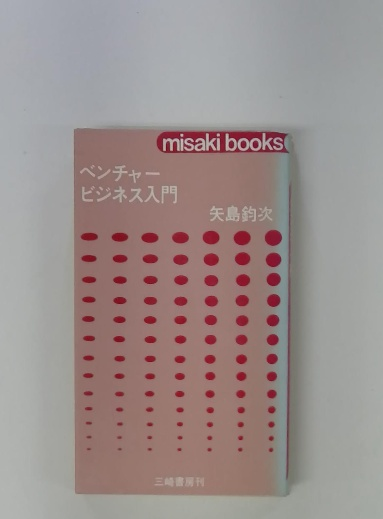 misaki books
ベンチャー
ビジネス入門
矢島鈞次
三崎書房刊